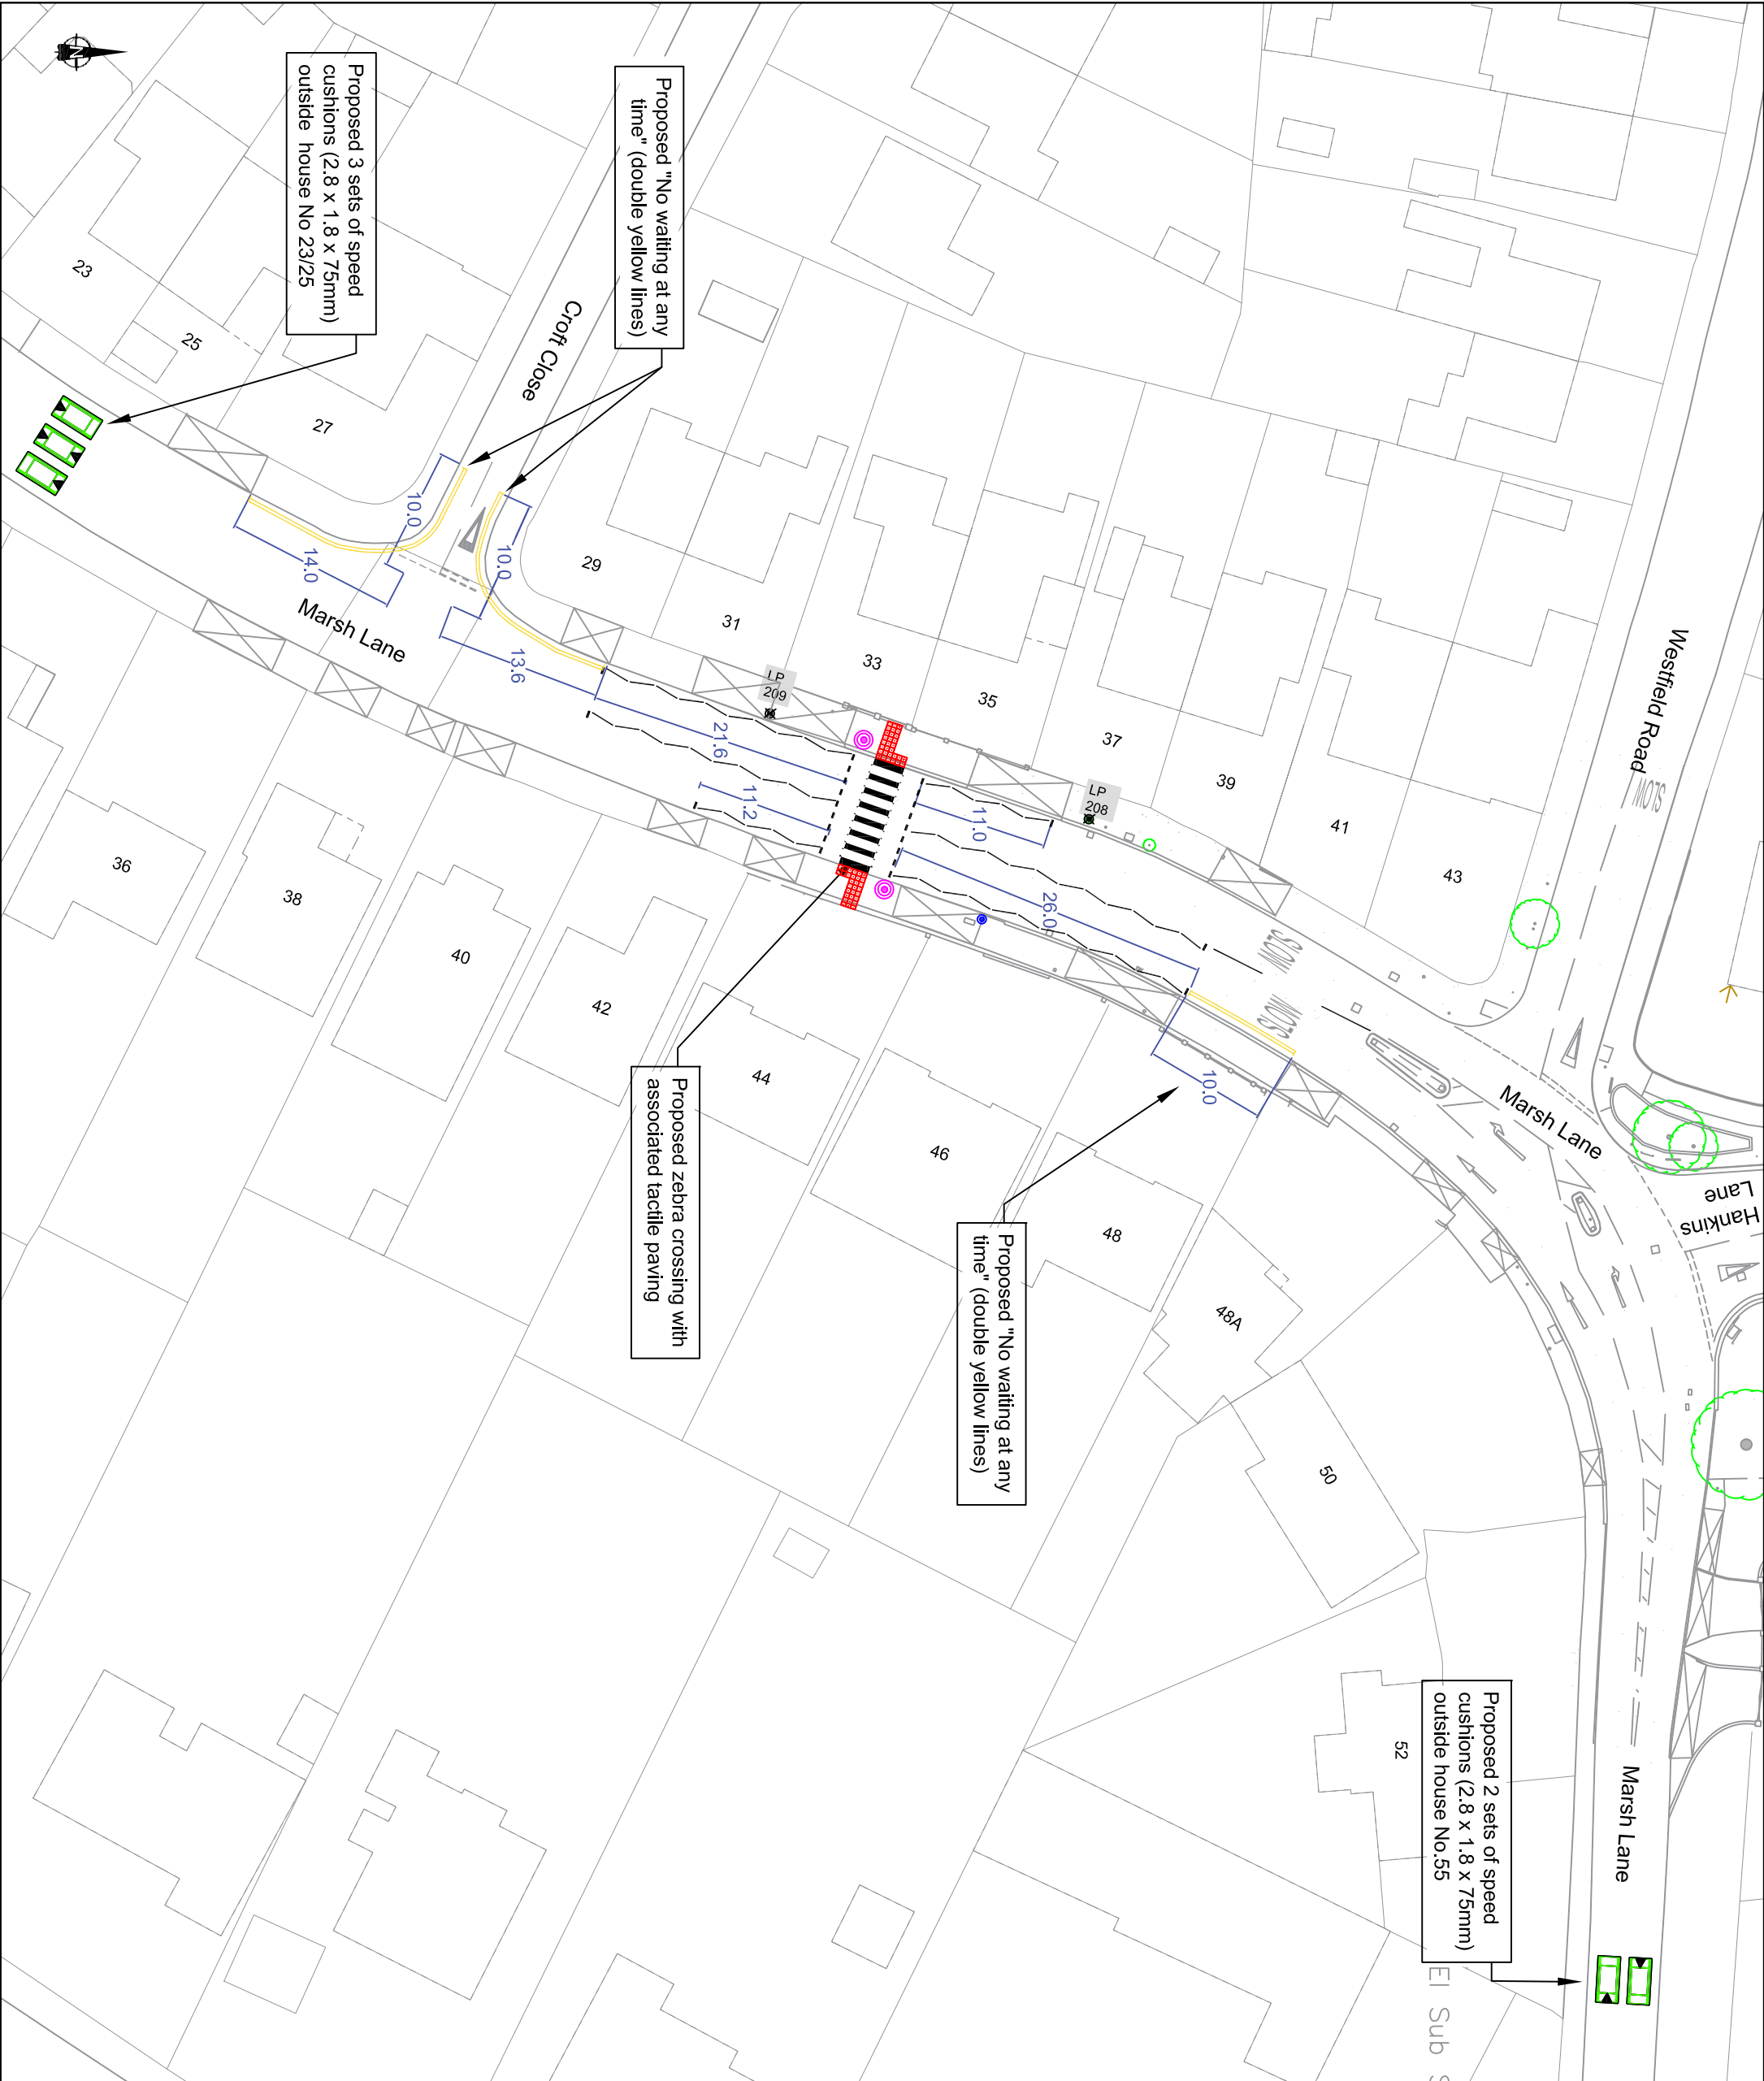 N
Proposed 3 sets of speed
cushions (2.8 x 1.8 x 75mm)
outside house No 23/25
Proposed "No waiting at any
time" (double yellow lines)
Croft Close
23
25
27
29
31
33
35
37
39
41
43
Westfield Road
SLOW
LP
209
LP
208
10.0
14.0
10.0
13.6
21.6
11.2
11.0
26.0
10.0
SLOW
SLOW
Marsh Lane
Marsh Lane
Hankins
Lane
36
38
40
42
44
46
48
48A
50
52
Proposed zebra crossing with
associated tactile paving
Proposed "No waiting at any
time" (double yellow lines)
Proposed 2 sets of speed
cushions (2.8 x 1.8 x 75mm)
outside house No.55
Marsh Lane
El Sub S